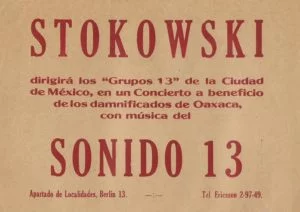 STOKOWSKI
dirigirá los "Grupos 13" de la Ciudad
de México, en un Concierto a beneficio
de los damnificados de Oaxaca,
con música del
SONIDO 13
Apartado de Localidades, Berlín 13.
Tel Ericsson 2-97-49.